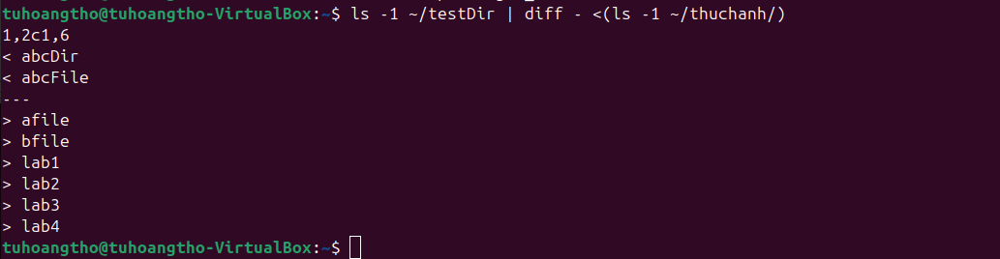 tuhoangtho@tuhoangtho-VirtualBox:~$ ls -1 ~/testDir | diff - <(ls -1 ~/thuchanh/)
1,2c1,6
< abcDir
< abcFile
---
> afile
> bfile
> lab1
> lab2
> lab3
> lab4
tuhoangtho@tuhoangtho-VirtualBox:~$